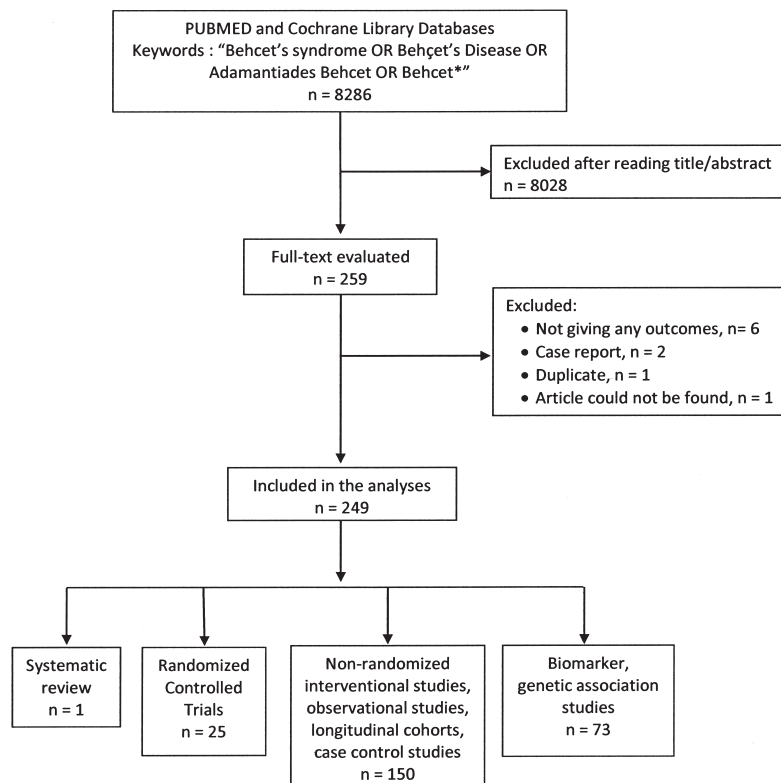 PUBMED and Cochrane Library Databases
Keywords : “Behcet’s syndrome OR Behçet’s Disease OR
Adamantiades Behcet OR Behcet*”
n = 8286
Excluded after reading title/abstract
n = 8028
Full-text evaluated
n = 259
Excluded:
• Not giving any outcomes, n= 6
• Case report, n = 2
• Duplicate, n = 1
• Article could not be found, n = 1
Included in the analyses
n = 249
Systematic
review
n = 1
Randomized
Controlled
Trials
n = 25
Non-randomized
interventional studies,
observational studies,
longitudinal cohorts,
case control studies
n = 150
Biomarker,
genetic association
studies
n = 73